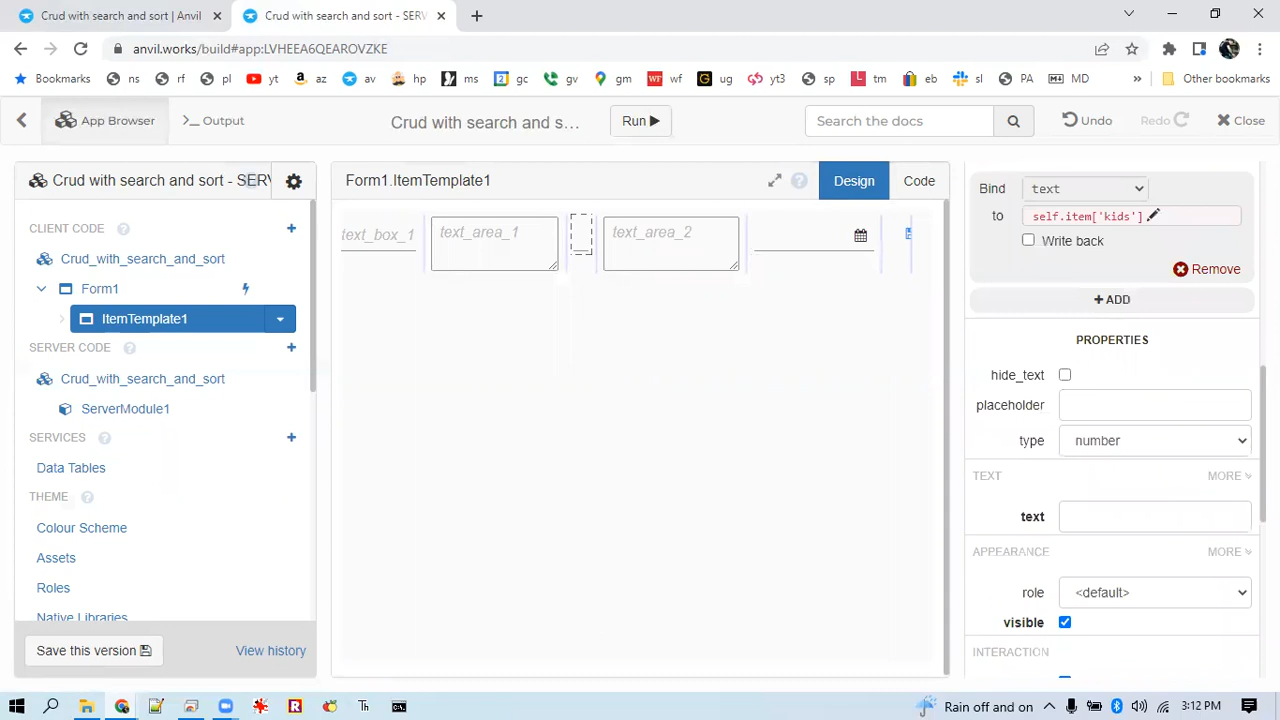 Crud with search and sort | Anvil
Crud with search and sort - SER
anvil.works/build#app:LVHEEA6QEAROVZKE
Bookmarks ns rf pl yt az av hp ms gc gv gm wf ug yt3 sp tm eb sl PA MD » Other bookmarks
App Browser
Output
Crud with search and s...
Run
Search the docs
Undo
Redo
Close
Crud with search and sort - SERV
CLIENT CODE
Crud_with_search_and_sort
Form1
ItemTemplate1
SERVER CODE
Crud_with_search_and_sort
ServerModule1
SERVICES
Data Tables
THEME
Colour Scheme
Assets
Roles
Native Libraries
Save this version
View history
Form1.ItemTemplate1
Design
Code
text_box_1
text_area_1
text_area_2
Bind text
to self.item['kids']
Write back
Remove
+ ADD
PROPERTIES
hide_text
placeholder
type number
TEXT MORE
text
APPEARANCE MORE
role <default>
visible
INTERACTION
Th
Rain off and on
3:12 PM